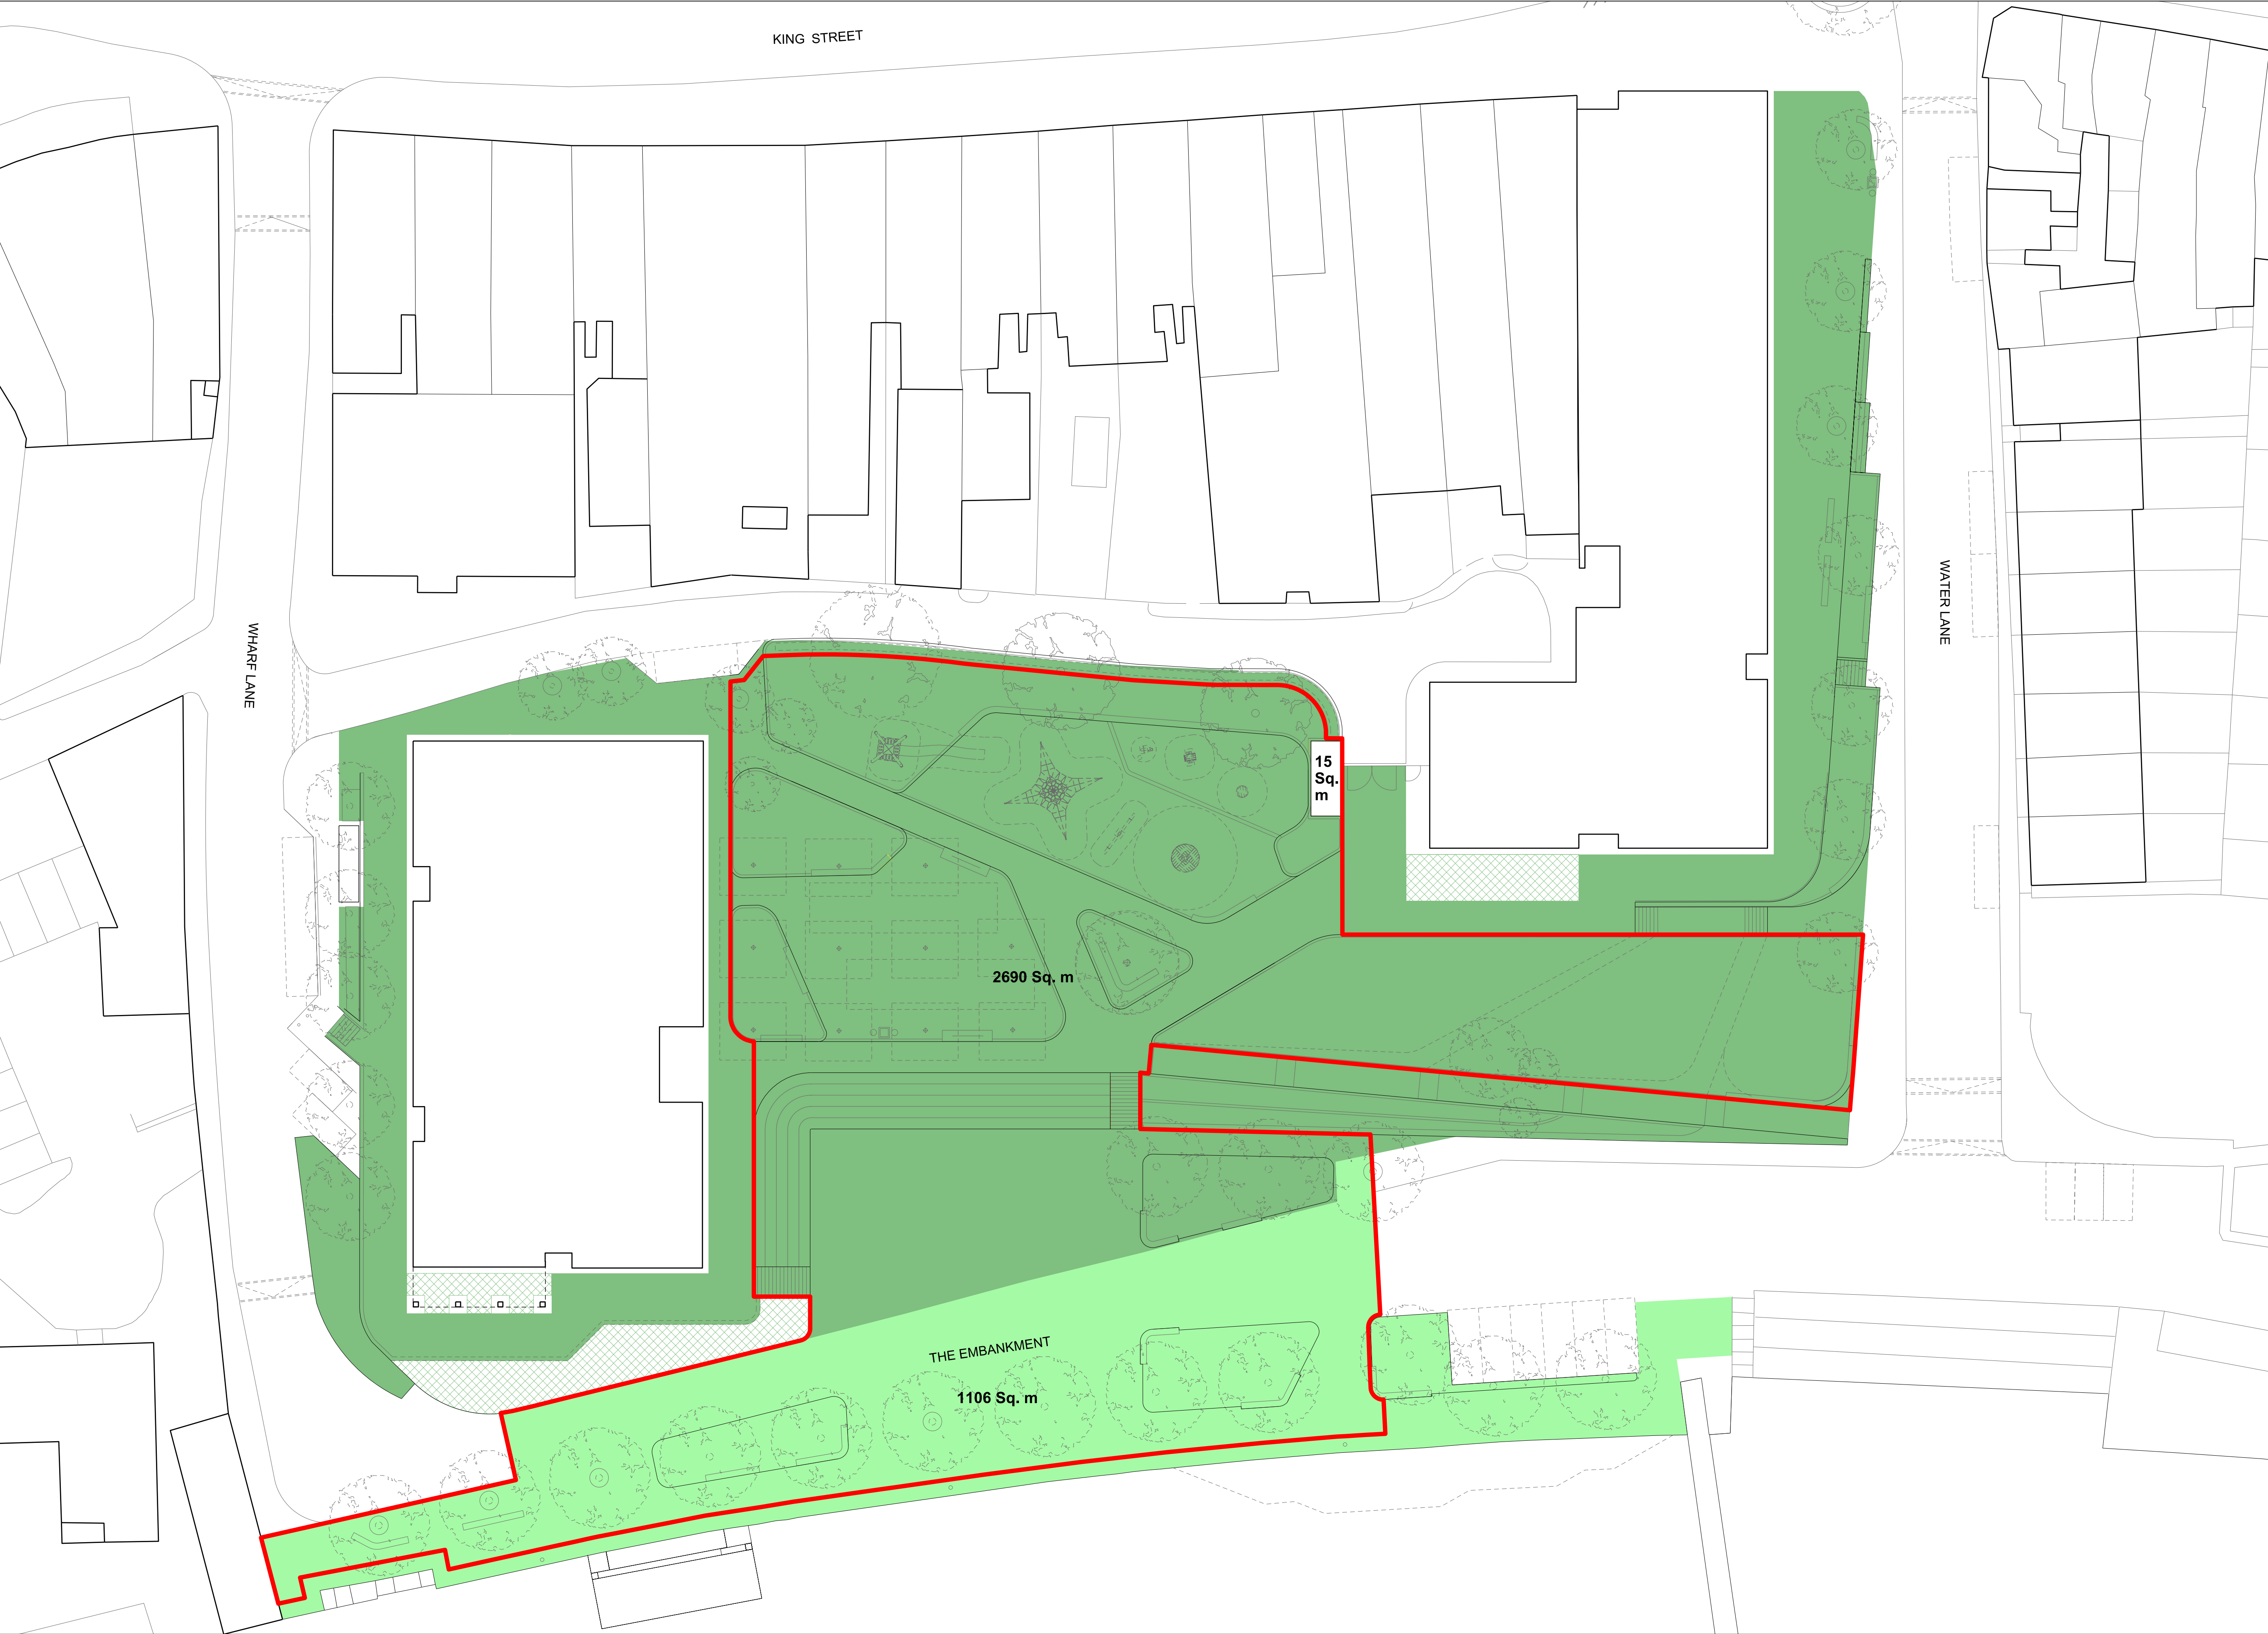 KING STREET
WHARF LANE
WATER LANE
15
Sq.
m
2690 Sq. m
THE EMBANKMENT
1106 Sq. m